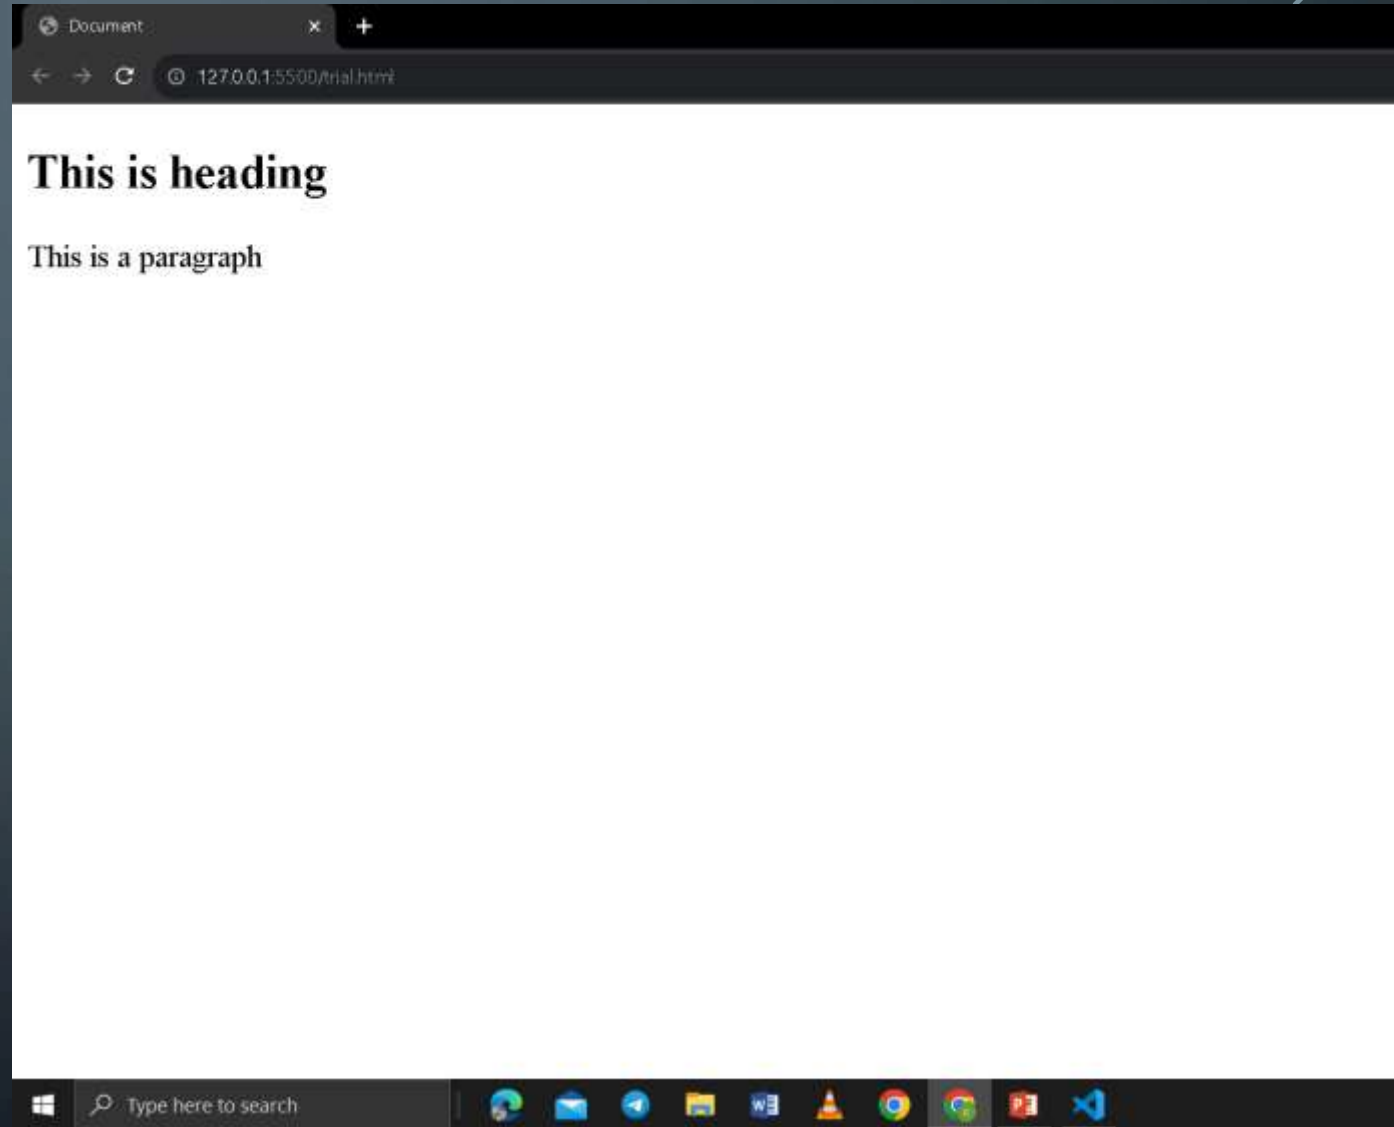 Document
127.0.0.1:5500/trial.html
This is heading
This is a paragraph
Type here to search